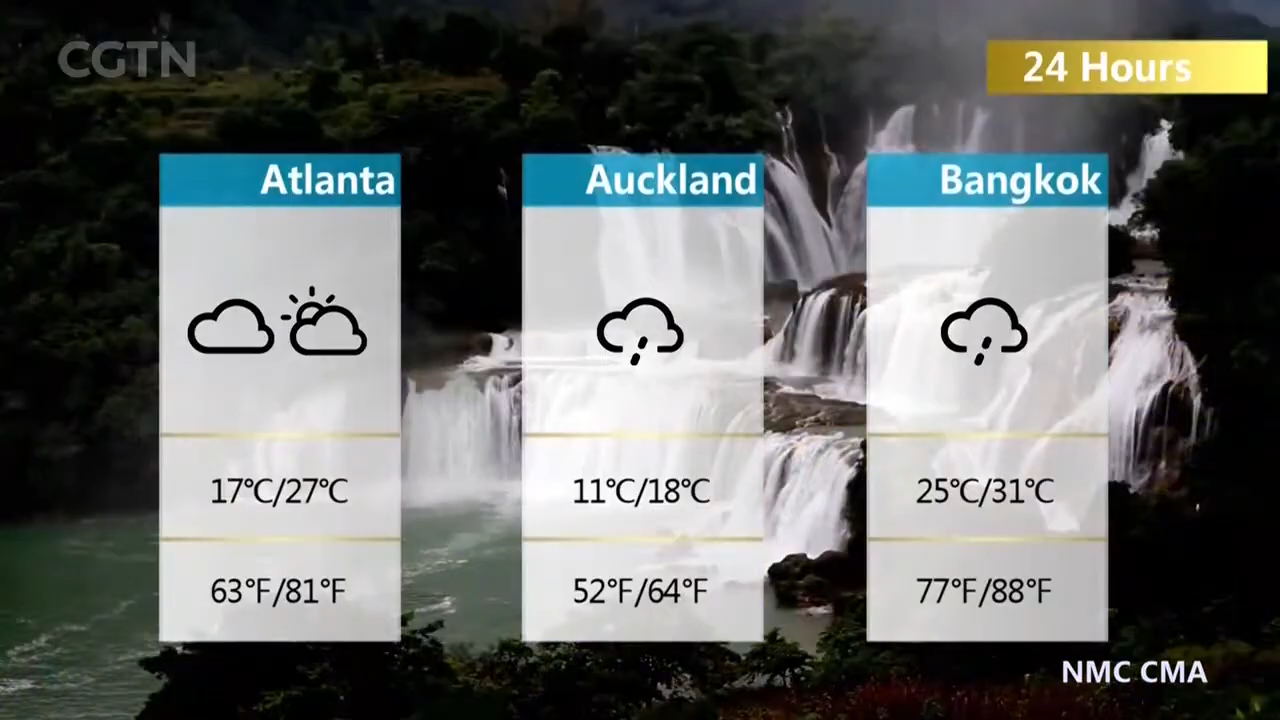 CGTN
24 Hours
Atlanta
Auckland
Bangkok
17°C/27°C
11°C/18°C
25°C/31°C
63°F/81°F
52°F/64°F
77°F/88°F
NMC CMA